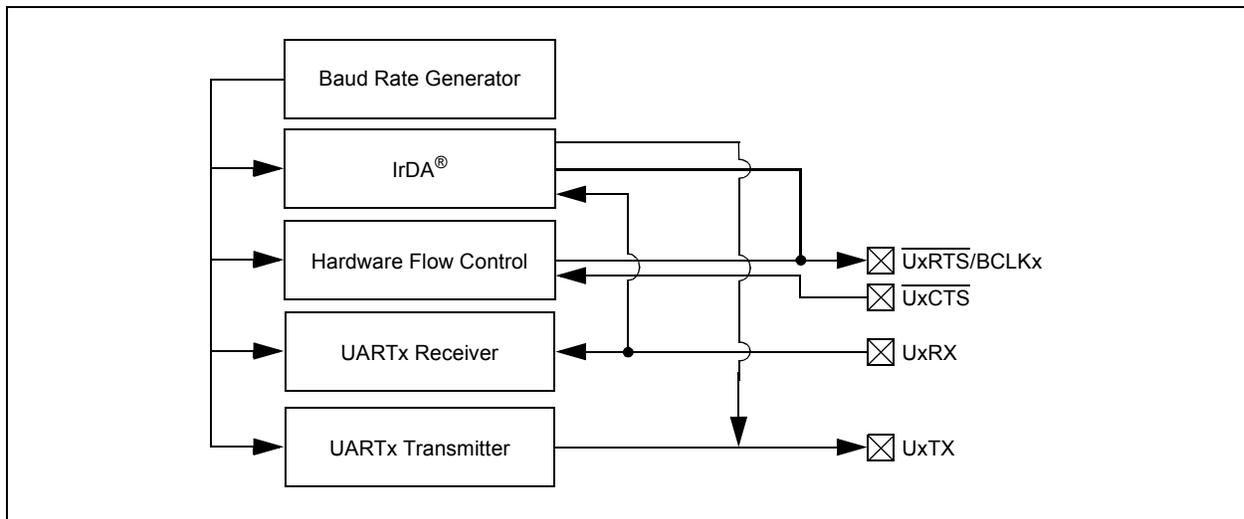 Baud Rate Generator
IrDA®
Hardware Flow Control
UxRTS/BCLKx
UxCTS
UARTx Receiver
UxRX
UARTx Transmitter
UxTX